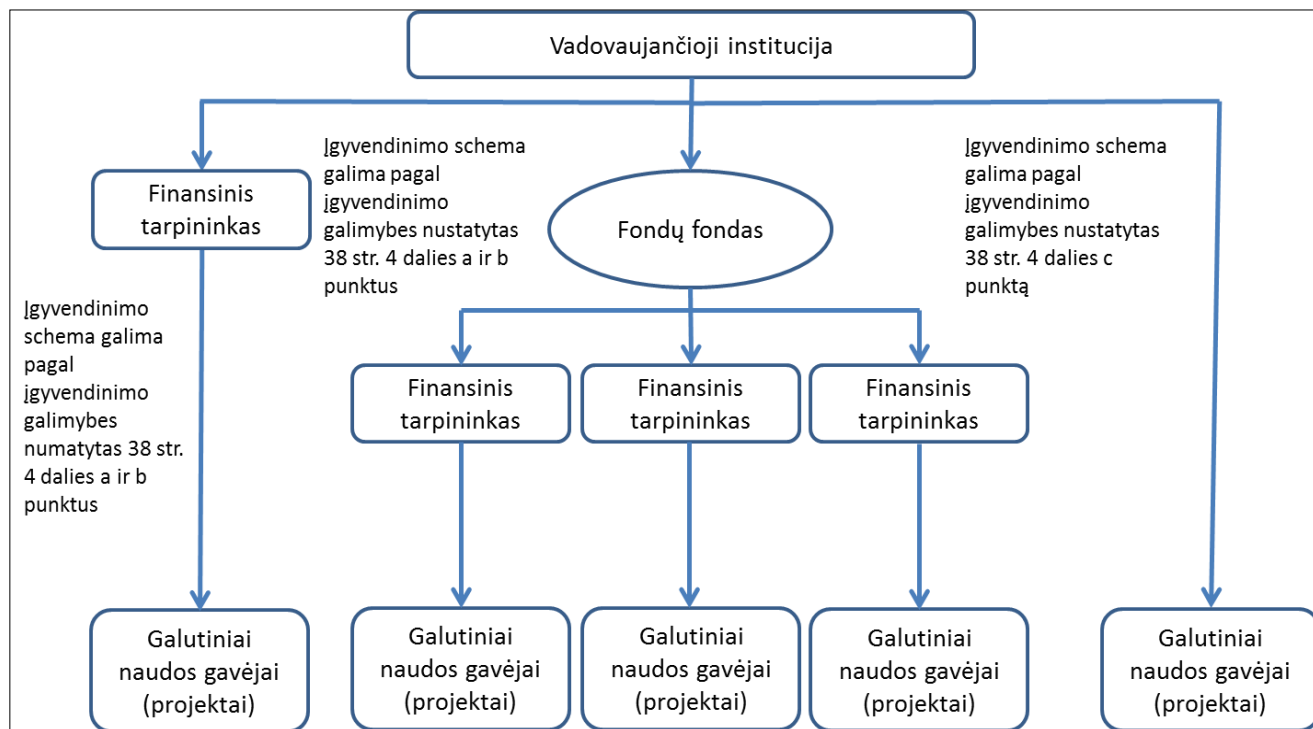 Vadovaujančioji institucija
Finansinis
tarpininkas
Įgyvendinimo schema
galima pagal
įgyvendinimo
galimybes nustatytas
38 str. 4 dalies a ir b
punktus
Fondų fondas
Įgyvendinimo schema
galima pagal
įgyvendinimo
galimybes nustatytas
38 str. 4 dalies c
punktą
Įgyvendinimo
schema galima
pagal
įgyvendinimo
galimybes
numatytas 38 str.
4 dalies a ir b
punktus
Finansinis
tarpininkas
Finansinis
tarpininkas
Finansinis
tarpininkas
Galutiniai
naudos gavėjai
(projektai)
Galutiniai
naudos gavėjai
(projektai)
Galutiniai
naudos gavėjai
(projektai)
Galutiniai
naudos gavėjai
(projektai)
Galutiniai
naudos gavėjai
(projektai)